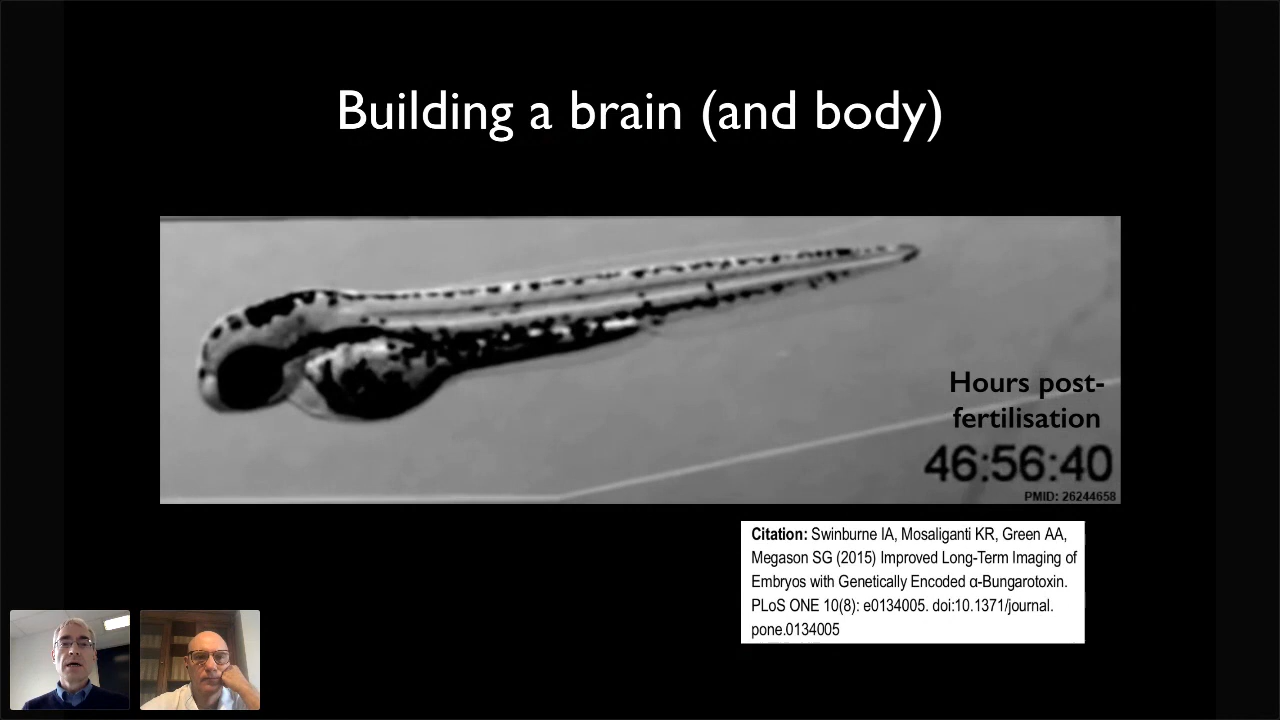 Building a brain (and body)
Hours post-
fertilisation
46:56:40
PMID: 26244658
Citation: Swinburne IA, Mosaliganti KR, Green AA,
Megason SG (2015) Improved Long-Term Imaging of
Embryos with Genetically Encoded α-Bungarotoxin.
PLoS ONE 10(8): e0134005. doi:10.1371/journal.
pone.0134005